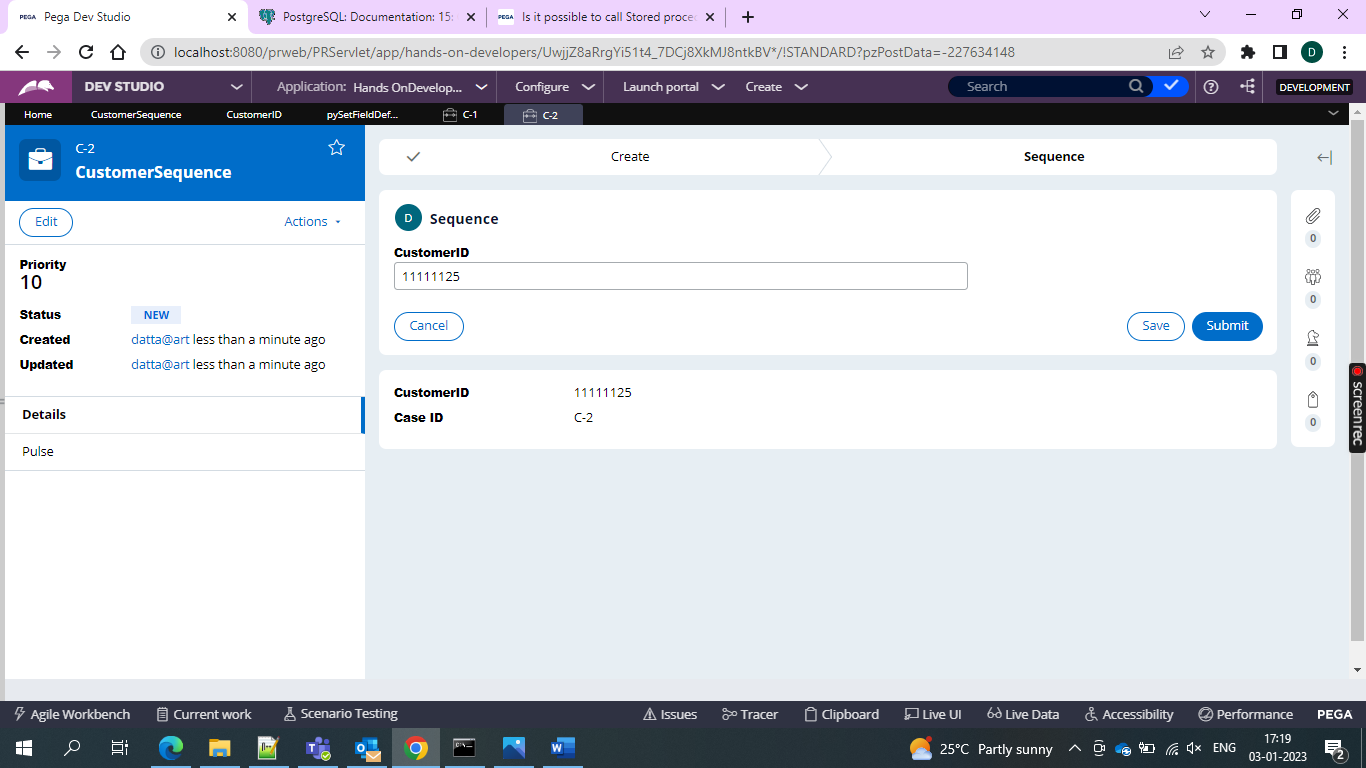 PEGA Pega Dev Studio
PostgreSQL: Documentation: 15:
PEGA Is it possible to call Stored proce
localhost:8080/prweb/PRServlet/app/hands-on-developers/UwjjZ8aRrgYi51t4_7DCj8XkMJ8ntkBV*/!STANDARD?pzPostData=-227634148
D
DEV STUDIO
Application: Hands OnDevelop...
Configure
Launch portal
Create
Search
DEVELOPMENT
Home
CustomerSequence
CustomerID
pySetFieldDef...
C-1
C-2
C-2
CustomerSequence
Edit
Actions
Priority
10
Status NEW
Created datta@art less than a minute ago
Updated datta@art less than a minute ago
Details
Pulse
Create
Sequence
D Sequence
CustomerID
11111125
Cancel
Save
Submit
CustomerID 11111125
Case ID C-2
0
0
0
0
screenrec
Agile Workbench
Current work
Scenario Testing
Issues
Tracer
Clipboard
Live UI
Live Data
Accessibility
Performance
PEGA
25°C Partly sunny
ENG
17:19
03-01-2023
2